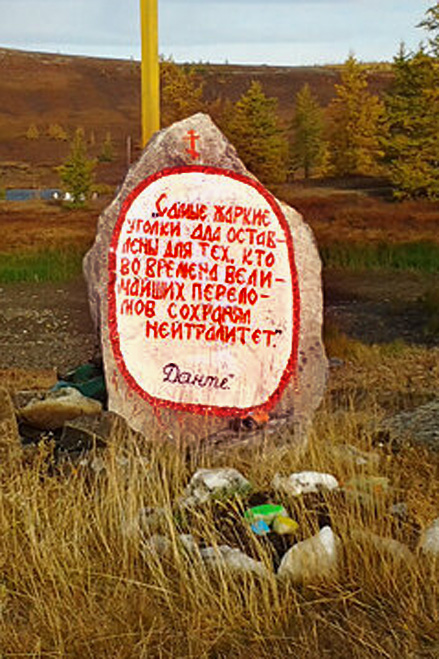 "Самые жаркие
уголки ада остав-
лены для тех, кто
во времена вели-
чайших перело-
мов сохранял
нейтралитет."
Данте